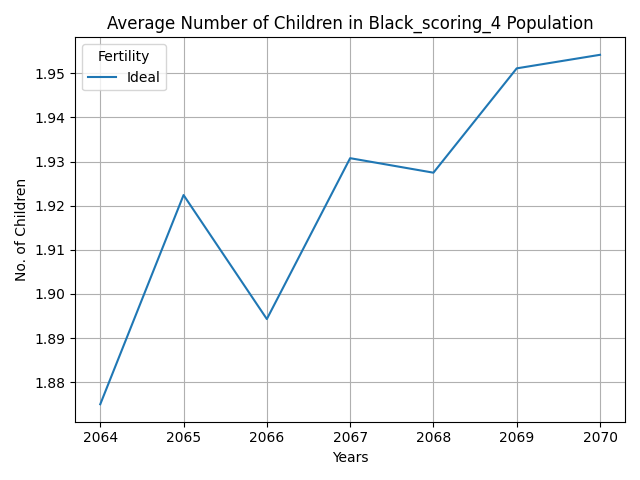 Average Number of Children in Black_scoring_4 Population
Fertility
Ideal
No. of Children
1.95
1.94
1.93
1.92
1.91
1.90
1.89
1.88
2064 2065 2066 2067 2068 2069 2070
Years